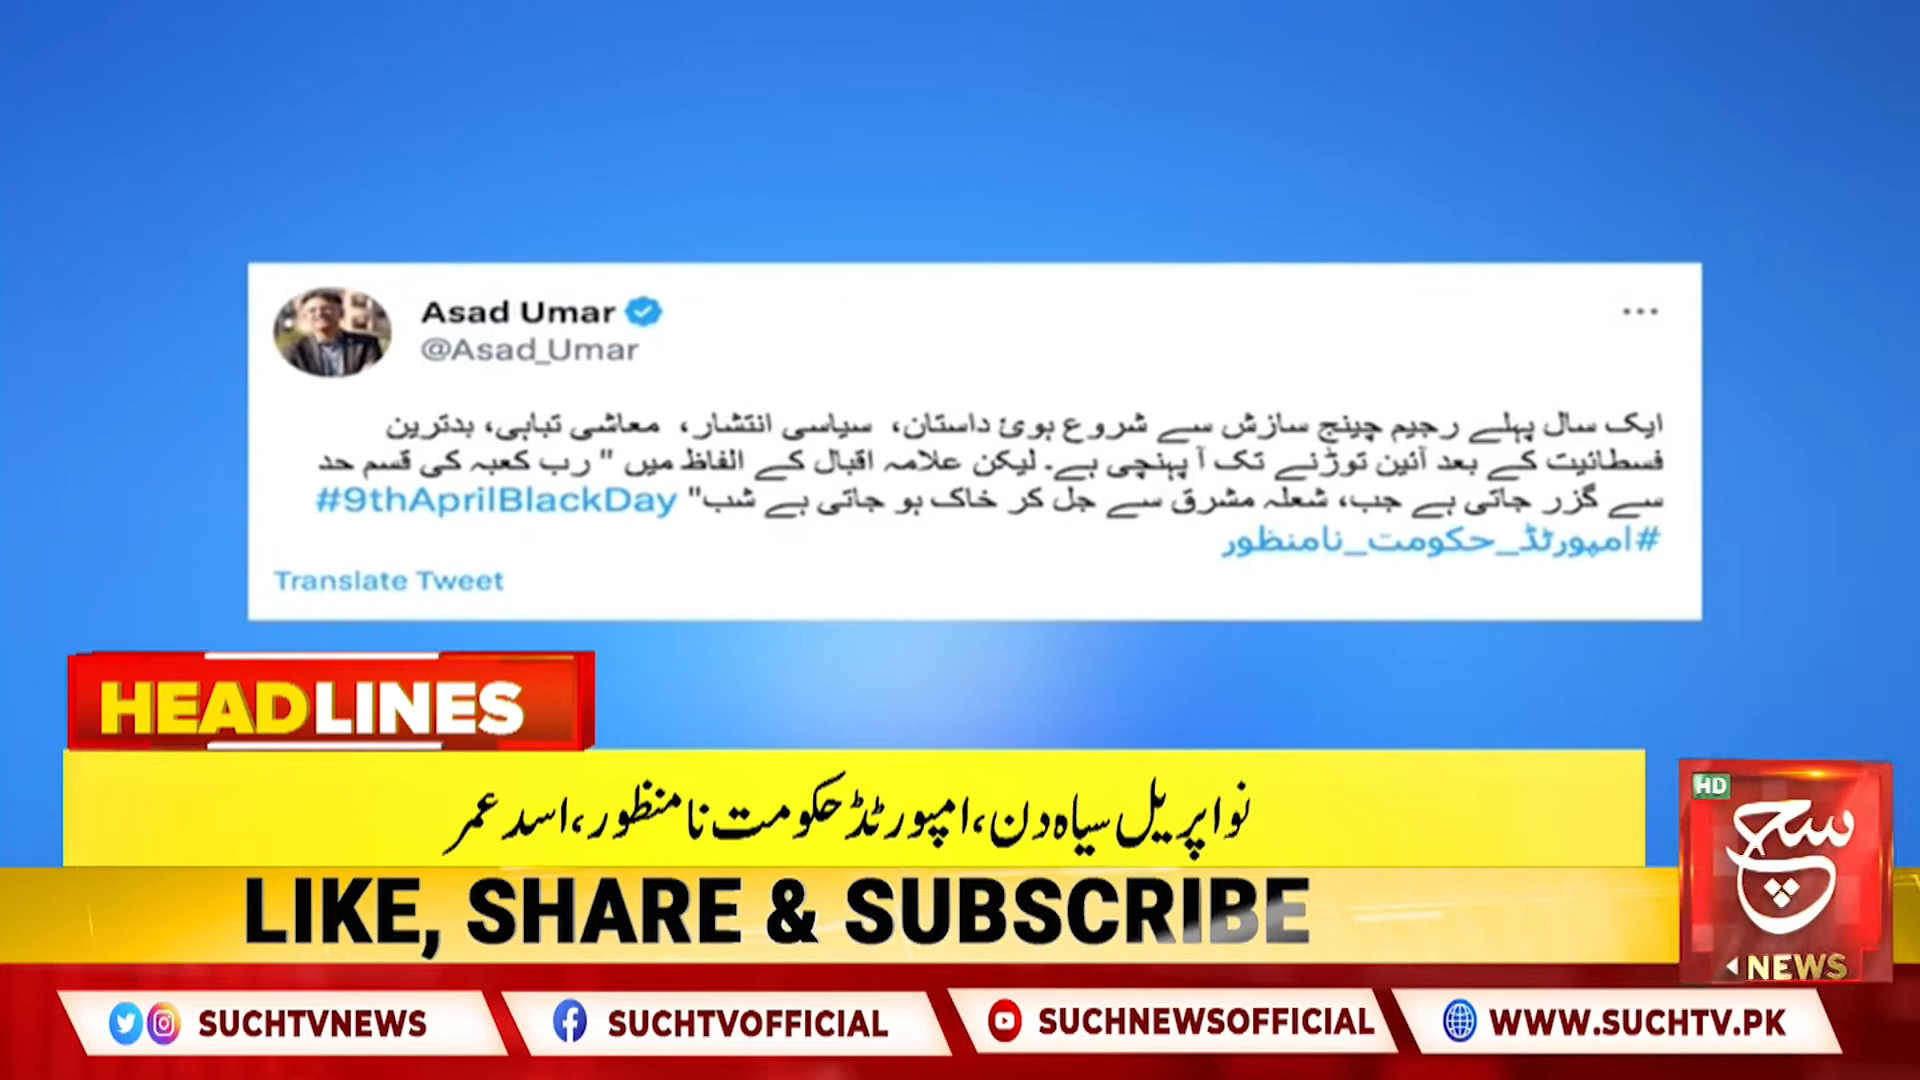 Asad Umar
@Asad_Umar
ایک سال پہلے رجیم چینج سازش سے شروع ہوئ داستان، سیاسی انتشار، معاشی تباہی، بدترین
فسطائیت کے بعد آئین توڑنے تک آ پہنچی ہے۔ لیکن علامہ اقبال کے الفاظ میں " رب کعبہ کی قسم حد
سے گزر جاتی ہے جب، شعلہ مشرق سے جل کر خاک ہو جاتی ہے شب" #9thAprilBlackDay
#امپورٹڈ_حکومت_نامنظور
Translate Tweet
HEADLINES
نو اپریل سیاہ دن، امپورٹڈ حکومت نا منظور، اسد عمر
LIKE, SHARE & SUBSCRIBE
HD
سچ
NEWS
SUCHTVNEWS
SUCHTVOFFICIAL
SUCHNEWSOFFICIAL
WWW.SUCHTV.PK